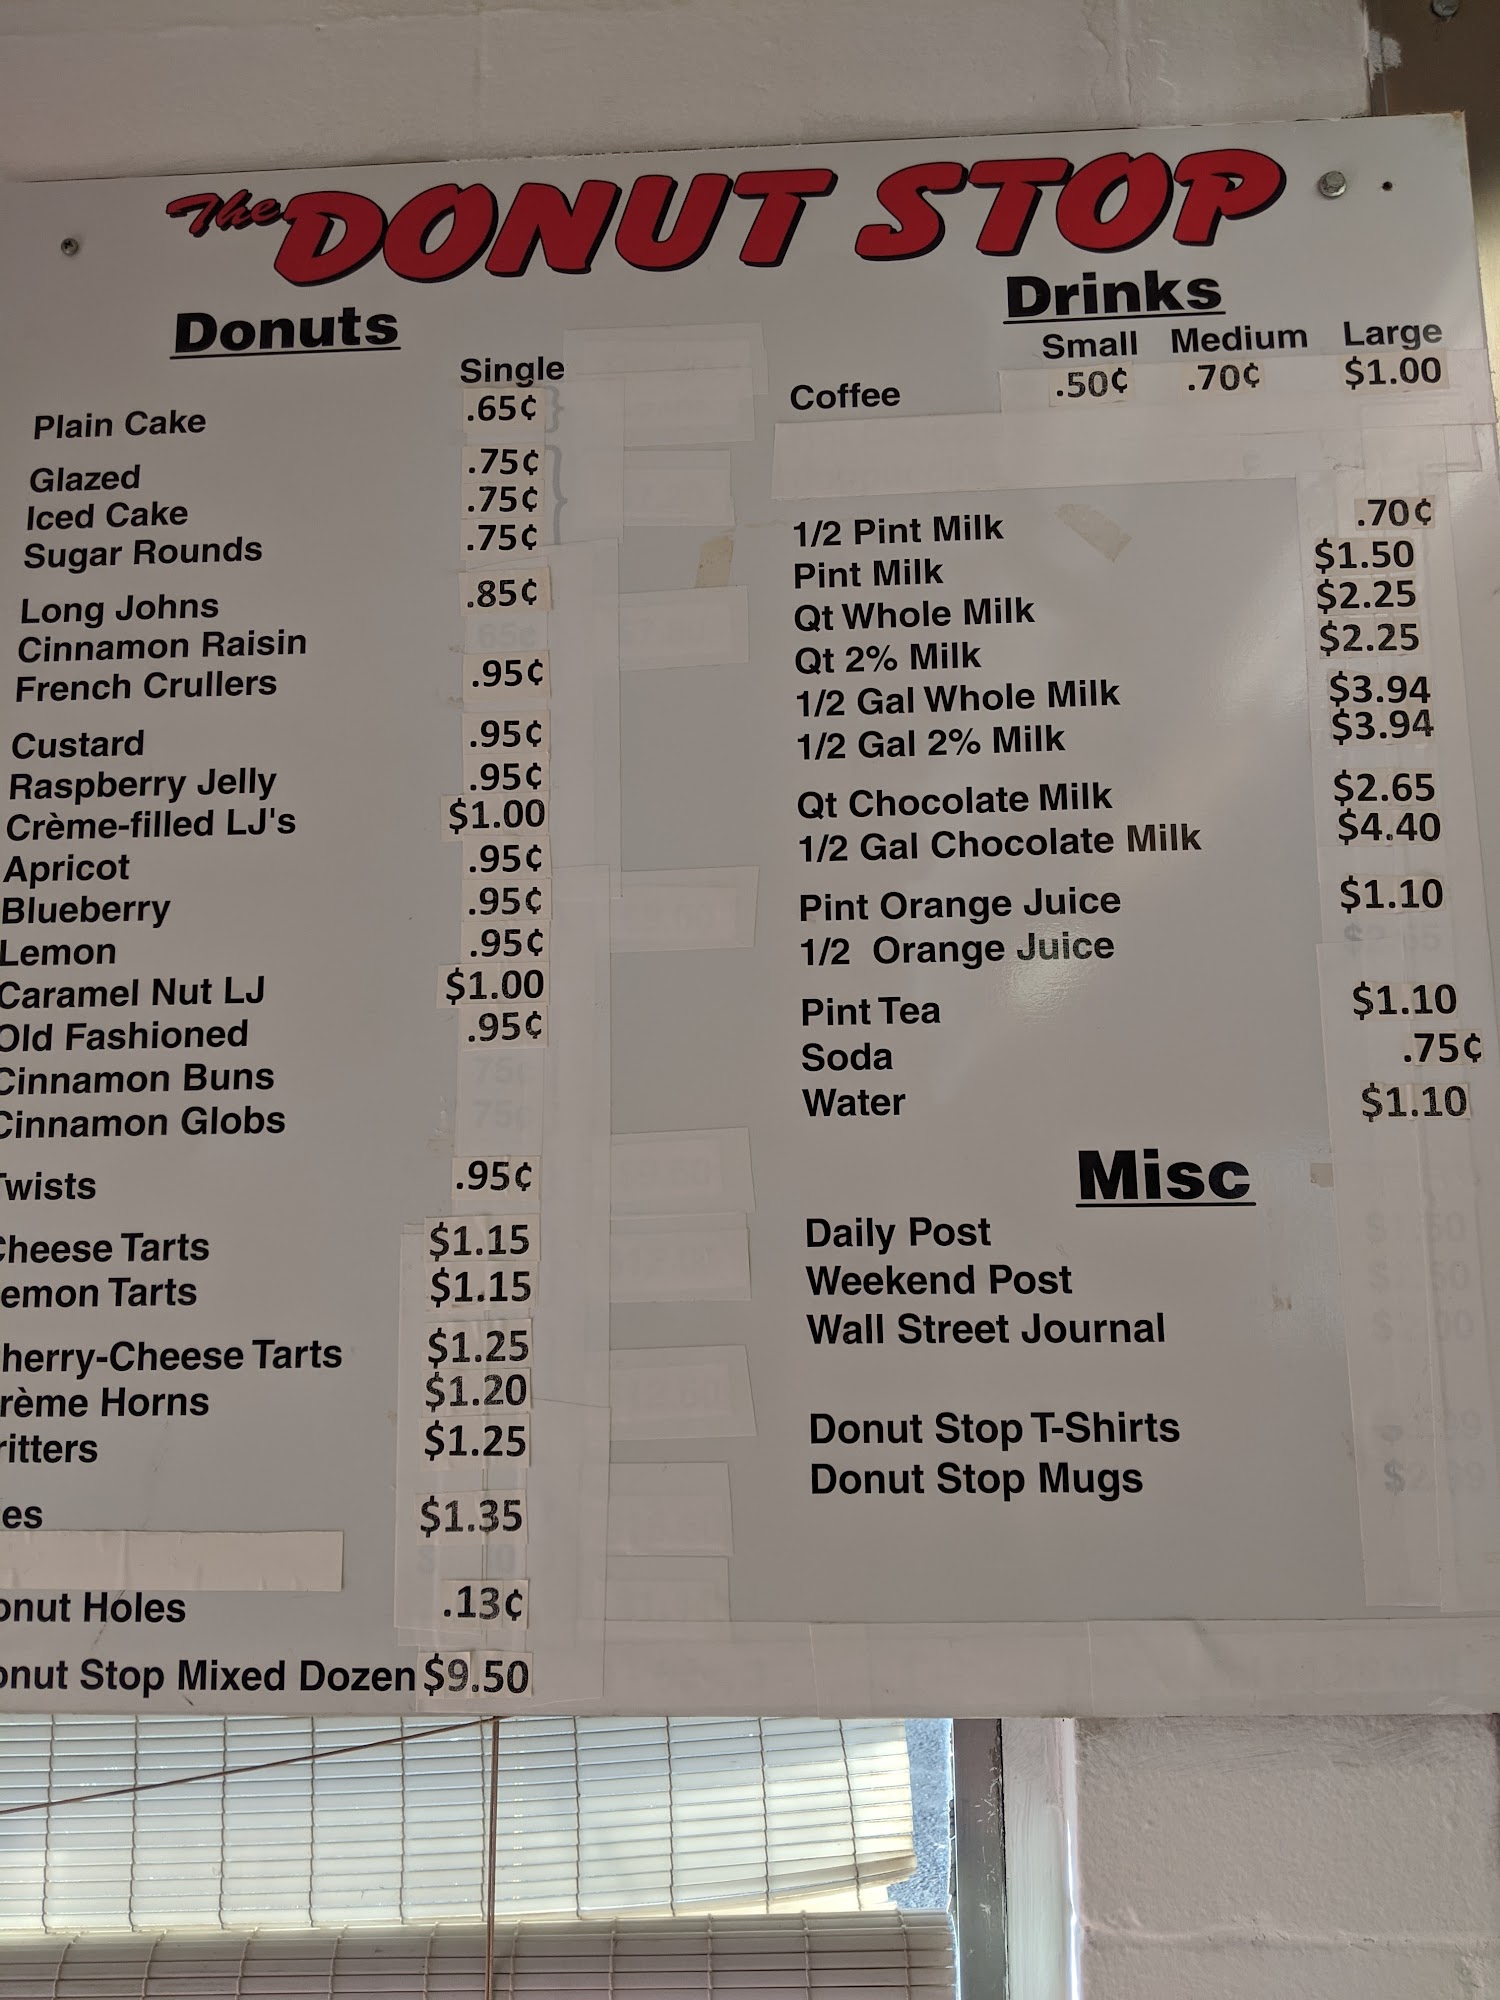 The DONUT STOP
Donuts
Single
Plain Cake .65¢
Glazed .75¢
Iced Cake .75¢
Sugar Rounds .75¢
Long Johns .85¢
Cinnamon Raisin 65¢
French Crullers .95¢
Custard .95¢
Raspberry Jelly .95¢
Crème-filled LJ's $1.00
Apricot .95¢
Blueberry .95¢
Lemon .95¢
Caramel Nut LJ $1.00
Old Fashioned .95¢
Cinnamon Buns 75¢
Cinnamon Globs 75¢
Twists .95¢
Cheese Tarts $1.15
emon Tarts $1.15
herry-Cheese Tarts $1.25
rème Horns $1.20
ritters $1.25
es $1.35
onut Holes .13¢
onut Stop Mixed Dozen $9.50
Drinks
Small Medium Large
Coffee .50¢ .70¢ $1.00
1/2 Pint Milk .70¢
Pint Milk $1.50
Qt Whole Milk $2.25
Qt 2% Milk $2.25
1/2 Gal Whole Milk $3.94
1/2 Gal 2% Milk $3.94
Qt Chocolate Milk $2.65
1/2 Gal Chocolate Milk $4.40
Pint Orange Juice $1.10
1/2 Orange Juice
Pint Tea $1.10
Soda .75¢
Water $1.10
Misc
Daily Post
Weekend Post
Wall Street Journal
Donut Stop T-Shirts
Donut Stop Mugs